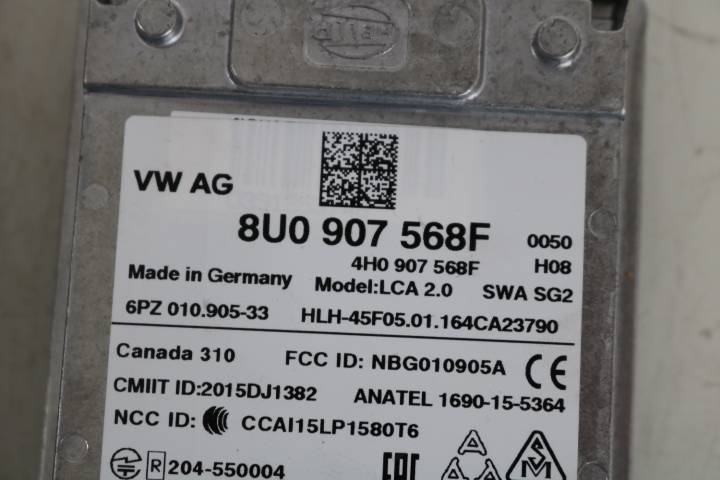 HELLA
VW AG
8U0 907 568F 0050
4H0 907 568F H08
Made in Germany Model:LCA 2.0 SWA SG2
6PZ 010.905-33 HLH-45F05.01.164CA23790
Canada 310 FCC ID: NBG010905A CE
CMIIT ID:2015DJ1382 ANATEL 1690-15-5364
NCC ID: CCAI15LP1580T6
R 204-550004 EAC A A A S M